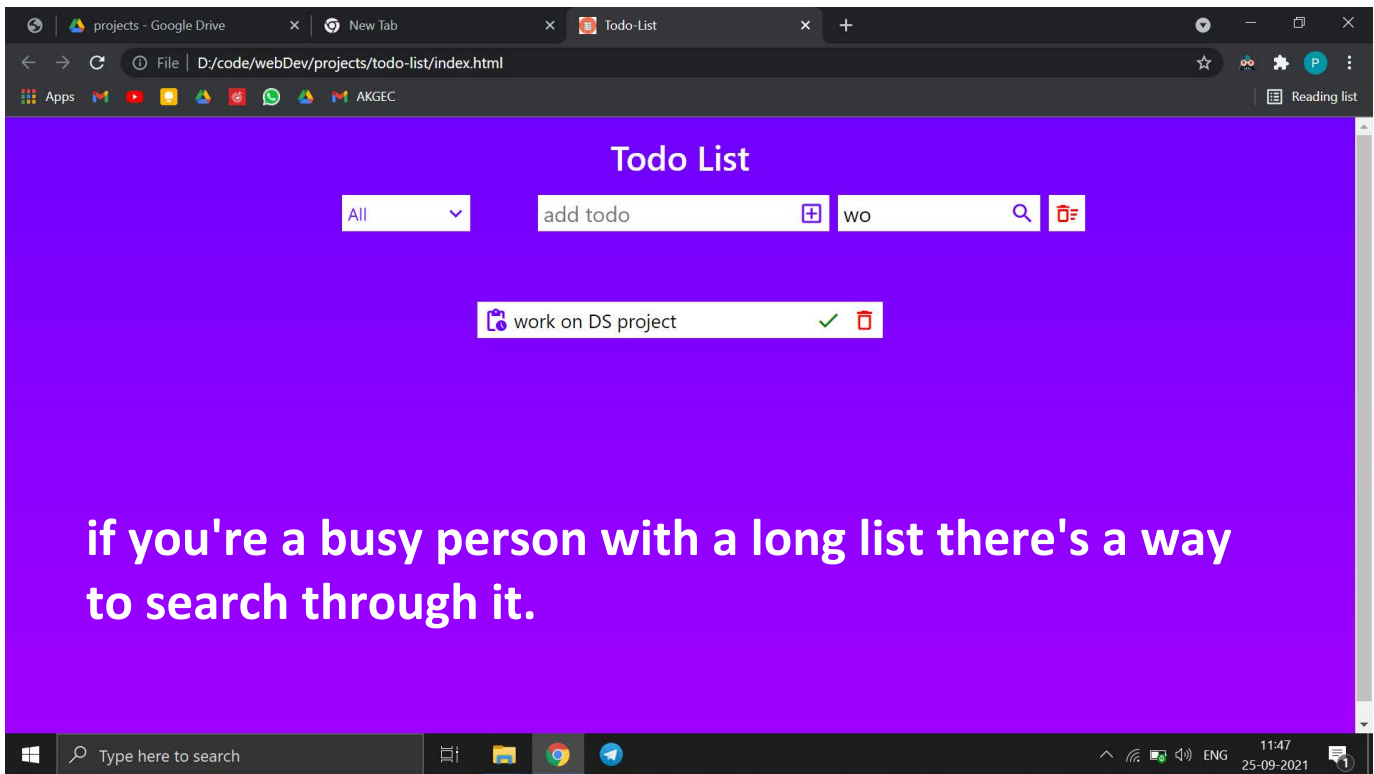 projects - Google Drive
New Tab
Todo-List
File
D:/code/webDev/projects/todo-list/index.html
P
Apps
AKGEC
Reading list
Todo List
All
add todo
wo
work on DS project
if you're a busy person with a long list there's a way
to search through it.
Type here to search
ENG
11:47
25-09-2021
1